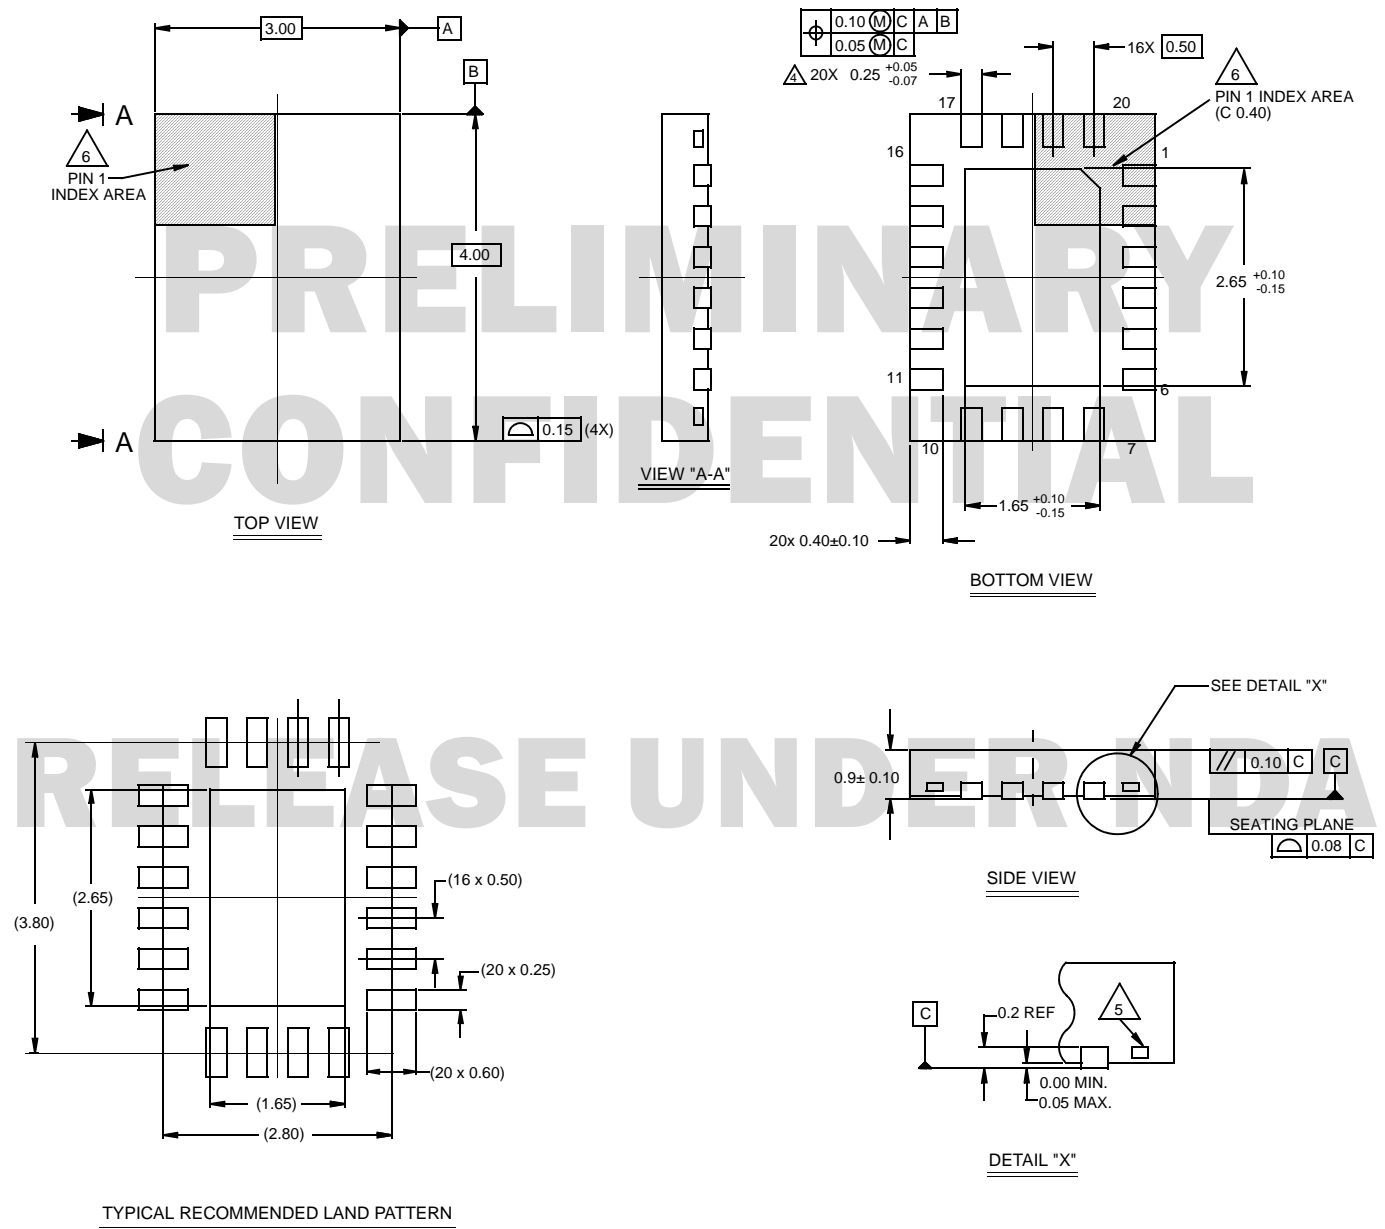 3.00
A
B
A
6
PIN 1
INDEX AREA
4.00
A
0.15 (4X)
TOP VIEW
VIEW "A-A"
0.10 M C A B
0.05 M C
4 20X 0.25 +0.05
-0.07
16X 0.50
6
PIN 1 INDEX AREA
(C 0.40)
17
20
16
1
2.65 +0.10
-0.15
11
6
10
7
1.65 +0.10
-0.15
20x 0.40±0.10
BOTTOM VIEW
PRELIMINARY
CONFIDENTIAL
RELEASE UNDER NDA
(16 x 0.50)
(2.65)
(3.80)
(20 x 0.25)
(20 x 0.60)
(1.65)
(2.80)
TYPICAL RECOMMENDED LAND PATTERN
SEE DETAIL "X"
0.9± 0.10
// 0.10 C
C
SEATING PLANE
0.08 C
SIDE VIEW
C
0.2 REF
5
0.00 MIN.
0.05 MAX.
DETAIL "X"